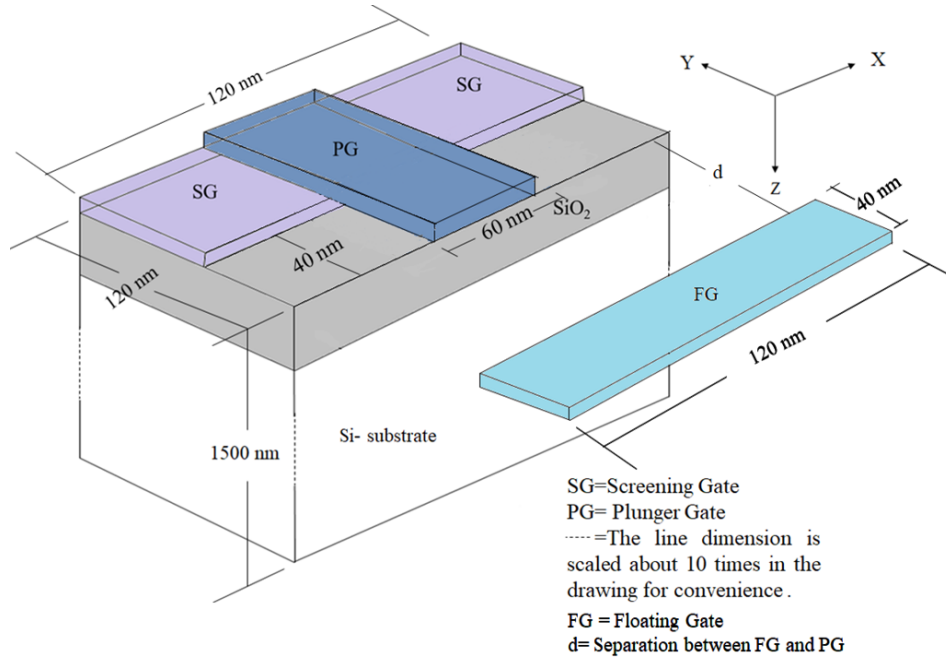 120 nm
SG
PG
SG
SiO₂
40 nm
60 nm
120 nm
1500 nm
Si- substrate
Y
X
Z
d
40 nm
FG
120 nm
SG=Screening Gate
PG= Plunger Gate
-----=The line dimension is
scaled about 10 times in the
drawing for convenience .
FG = Floating Gate
d= Separation between FG and PG